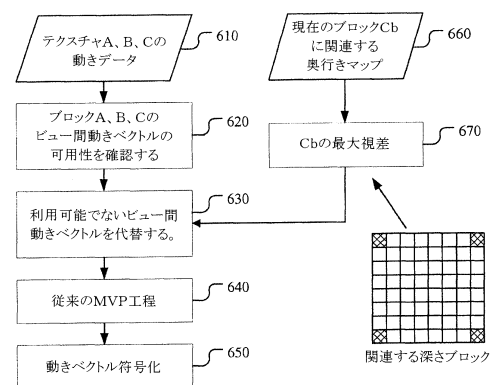 テクスチャA、B、Cの
動きデータ
610
現在のブロックCb
に関連する
奥行きマップ
660
ブロックA、B、Cの
ビュー間動きベクトルの
可用性を確認する
620
Cbの最大視差
670
利用可能でないビュー間
動きベクトルを代替する。
630
従来のMVP工程
640
動きベクトル符号化
650
関連する深さブロック